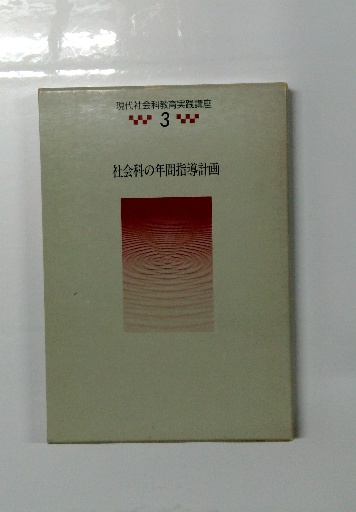 現代社会科教育実践講座
3
社会科の年間指導計画